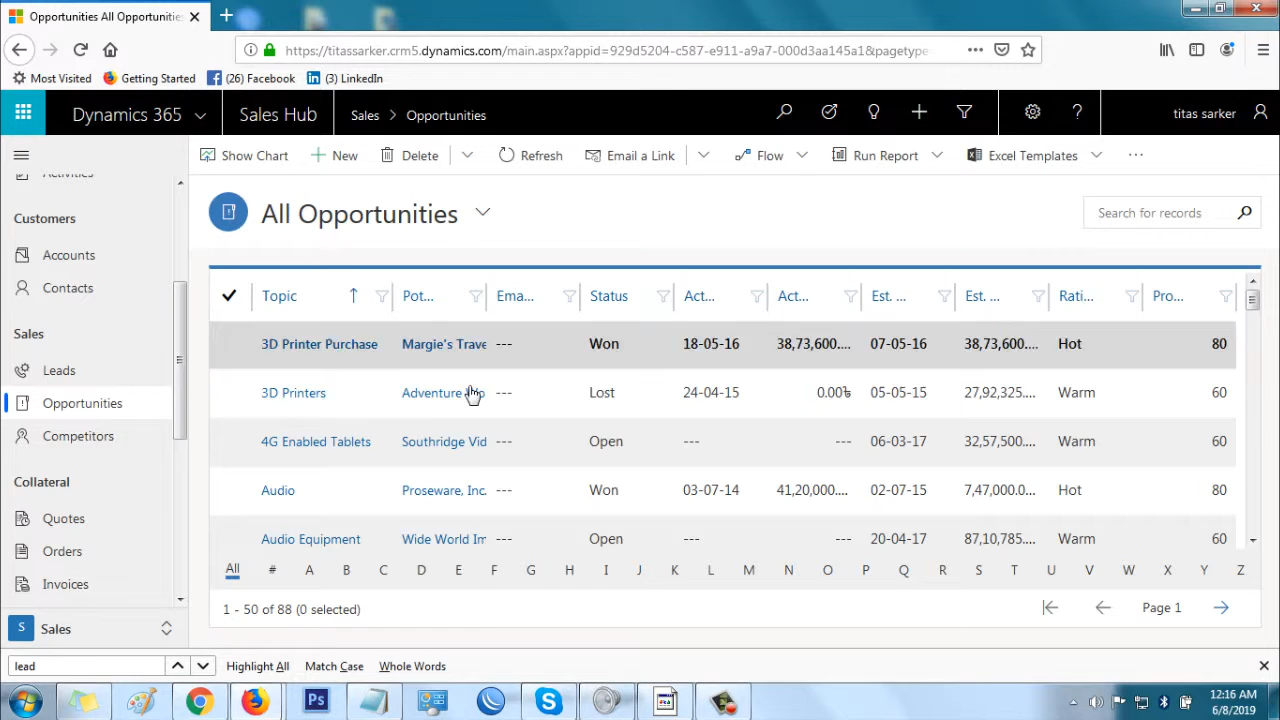 Opportunities All Opportunities
https://titassarker.crm5.dynamics.com/main.aspx?appid=929d5204-c587-e911-a9a7-000d3aa145a1&pagetype
Most Visited Getting Started (26) Facebook (3) LinkedIn
Dynamics 365 Sales Hub Sales > Opportunities titas sarker
Show Chart New Delete Refresh Email a Link Flow Run Report Excel Templates
Activities
Customers
Accounts
Contacts
Sales
Leads
Opportunities
Competitors
Collateral
Quotes
Orders
Invoices
S Sales
All Opportunities
Search for records
Topic Pot... Ema... Status Act... Act... Est. ... Est. ... Rati... Pro...
3D Printer Purchase Margie's Trave --- Won 18-05-16 38,73,600.... 07-05-16 38,73,600.... Hot 80
3D Printers Adventure --- Lost 24-04-15 0.00 05-05-15 27,92,325.... Warm 60
4G Enabled Tablets Southridge Vid --- Open --- --- 06-03-17 32,57,500.... Warm 60
Audio Proseware, Inc. --- Won 03-07-14 41,20,000.... 02-07-15 7,47,000.0... Hot 80
Audio Equipment Wide World Im --- Open --- --- 20-04-17 87,10,785.... Warm 60
All # A B C D E F G H I J K L M N O P Q R S T U V W X Y Z
1 - 50 of 88 (0 selected) Page 1
lead Highlight All Match Case Whole Words
Ps
12:16 AM
6/8/2019